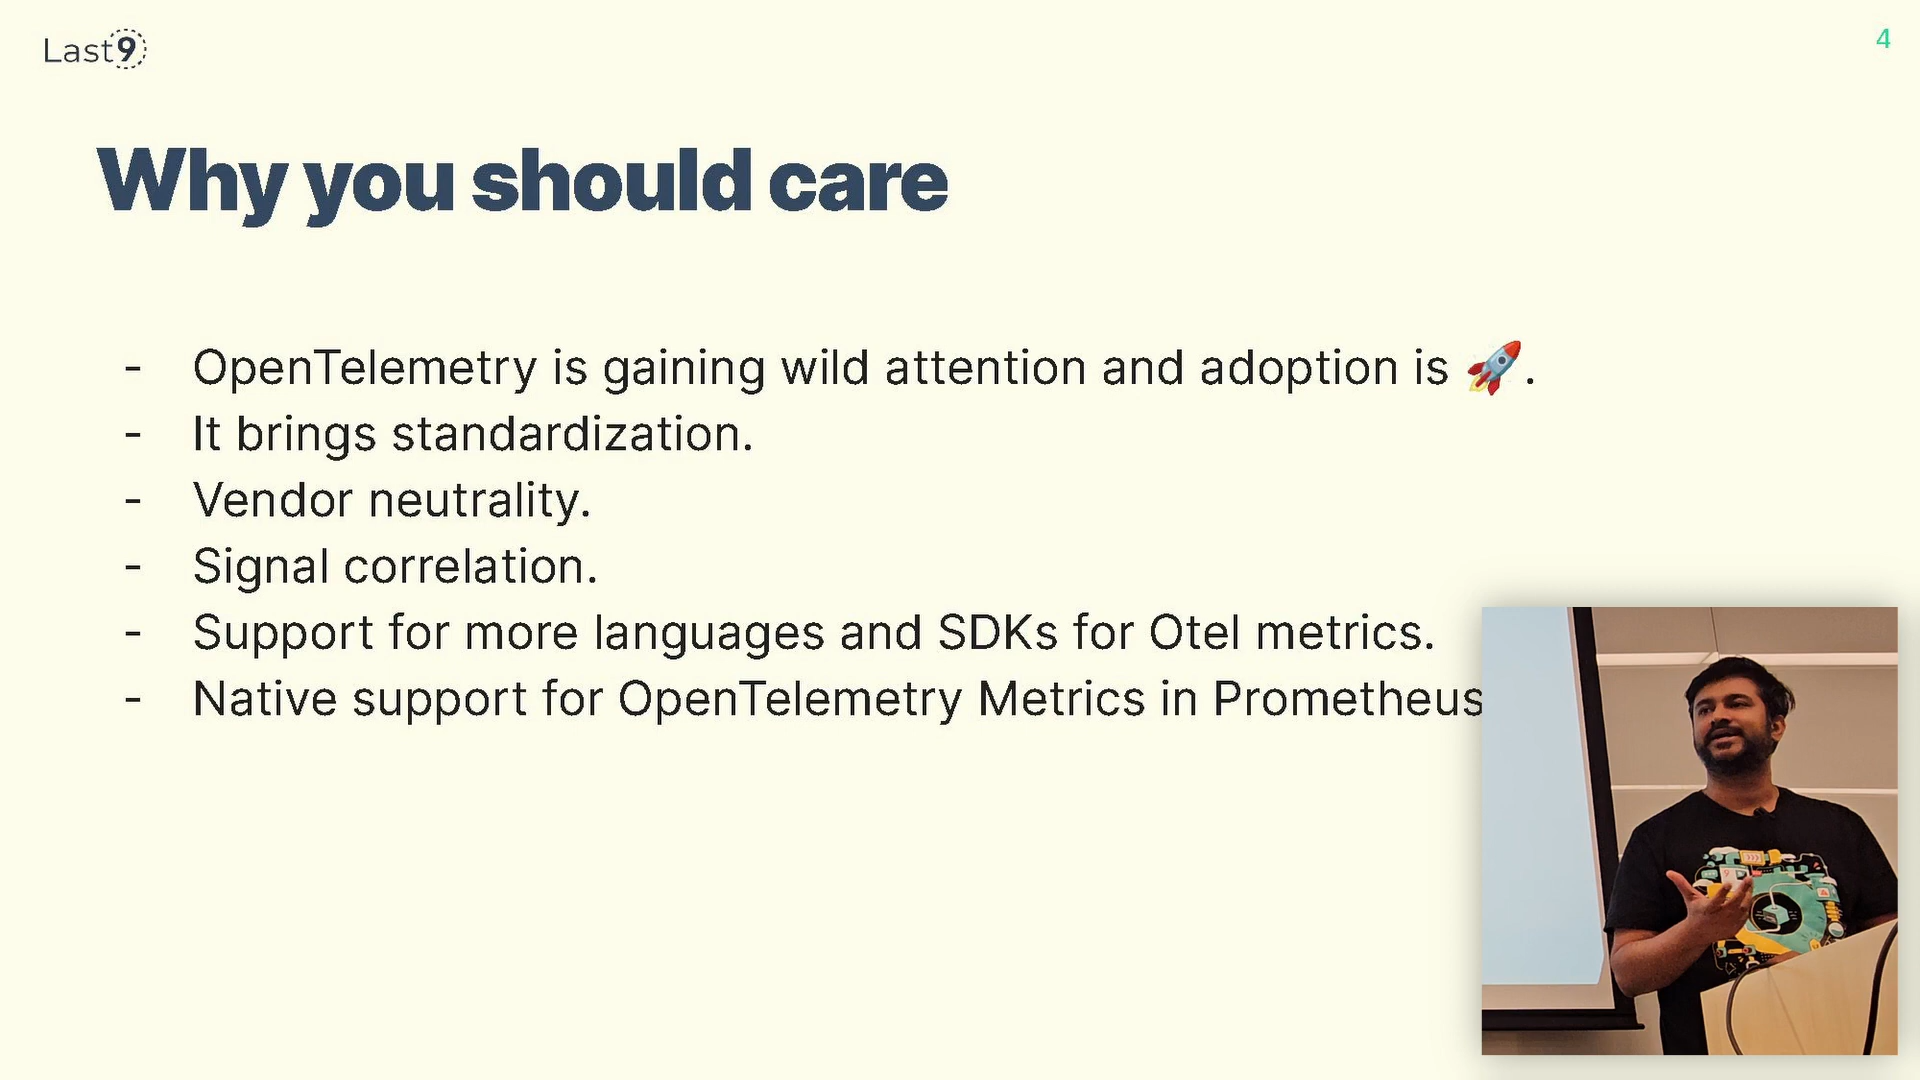 Last9
4
Why you should care
- OpenTelemetry is gaining wild attention and adoption is 🚀.
- It brings standardization.
- Vendor neutrality.
- Signal correlation.
- Support for more languages and SDKs for Otel metrics.
- Native support for OpenTelemetry Metrics in Prometheus